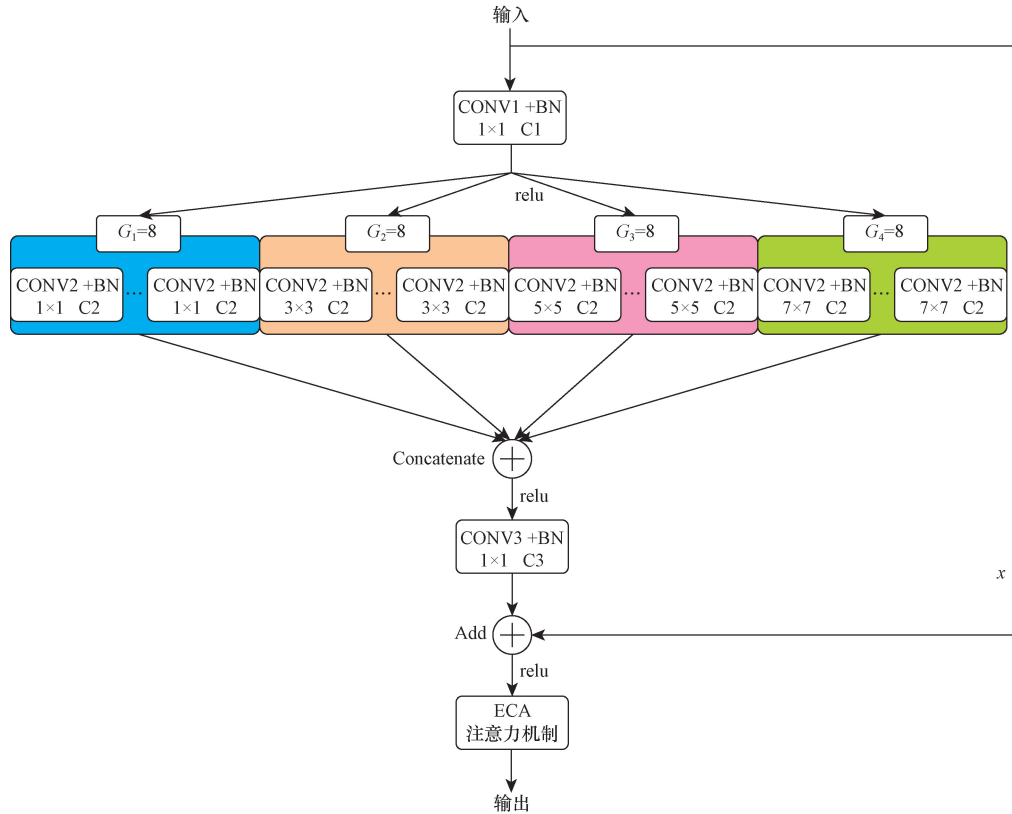 输入
CONV1 +BN
1×1 C1
relu
G₁=8
G₂=8
G₃=8
G₄=8
CONV2 +BN
1×1 C2
...
CONV2 +BN
1×1 C2
CONV2 +BN
3×3 C2
...
CONV2 +BN
3×3 C2
CONV2 +BN
5×5 C2
...
CONV2 +BN
5×5 C2
CONV2 +BN
7×7 C2
...
CONV2 +BN
7×7 C2
Concatenate
relu
CONV3 +BN
1×1 C3
x
Add
relu
ECA
注意力机制
输出